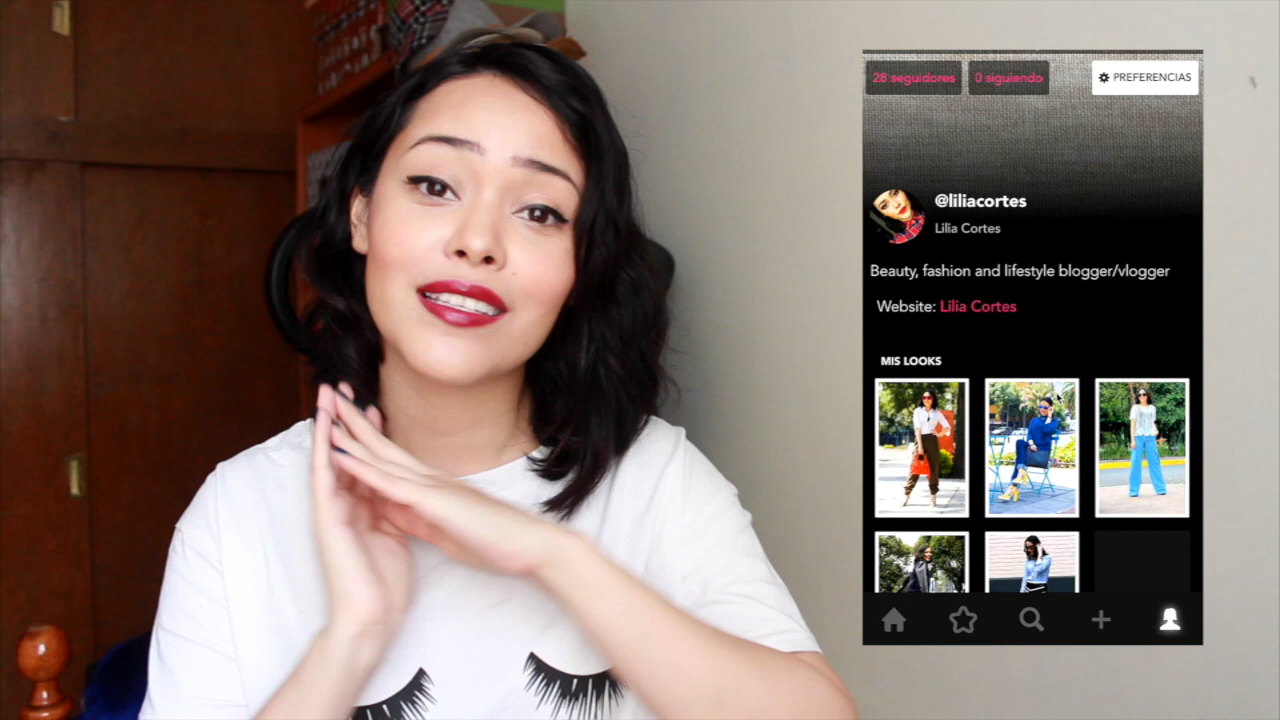 28 seguidores
0 siguiendo
PREFERENCIAS
@liliacortes
Lilia Cortes
Beauty, fashion and lifestyle blogger/vlogger
Website: Lilia Cortes
MIS LOOKS